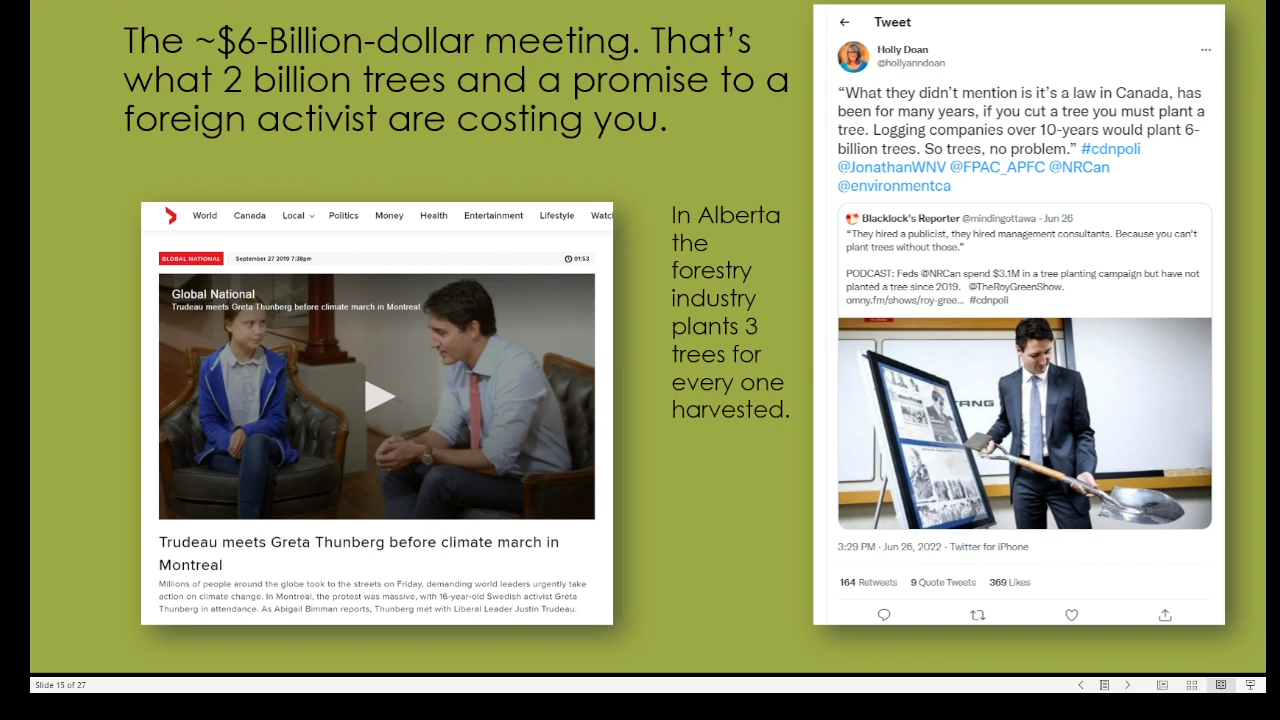 The ~$6-Billion-dollar meeting. That's
what 2 billion trees and a promise to a
foreign activist are costing you.
World Canada Local Politics Money Health Entertainment Lifestyle Watch
GLOBAL NATIONAL September 27 2019 7:38pm 01:53
Global National
Trudeau meets Greta Thunberg before climate march in Montreal
Trudeau meets Greta Thunberg before climate march in
Montreal
Millions of people around the globe took to the streets on Friday, demanding world leaders urgently take
action on climate change. In Montreal, the protest was massive, with 16-year-old Swedish activist Greta
Thunberg in attendance. As Abigail Bimman reports, Thunberg met with Liberal Leader Justin Trudeau.
In Alberta
the
forestry
industry
plants 3
trees for
every one
harvested.
Tweet
Holly Doan
@hollyanndoan
“What they didn’t mention is it’s a law in Canada, has
been for many years, if you cut a tree you must plant a
tree. Logging companies over 10-years would plant 6-
billion trees. So trees, no problem.” #cdnpoli
@JonathanWNV @FPAC_APFC @NRCan
@environmentca
Blacklock's Reporter @mindingottawa · Jun 26
“They hired a publicist, they hired management consultants. Because you can't
plant trees without those.”
PODCAST: Feds @NRCan spend $3.1M in a tree planting campaign but have not
planted a tree since 2019. @TheRoyGreenShow.
omny.fm/shows/roy-gree... #cdnpoli
3:29 PM · Jun 26, 2022 · Twitter for iPhone
164 Retweets 9 Quote Tweets 369 Likes
Slide 15 of 27